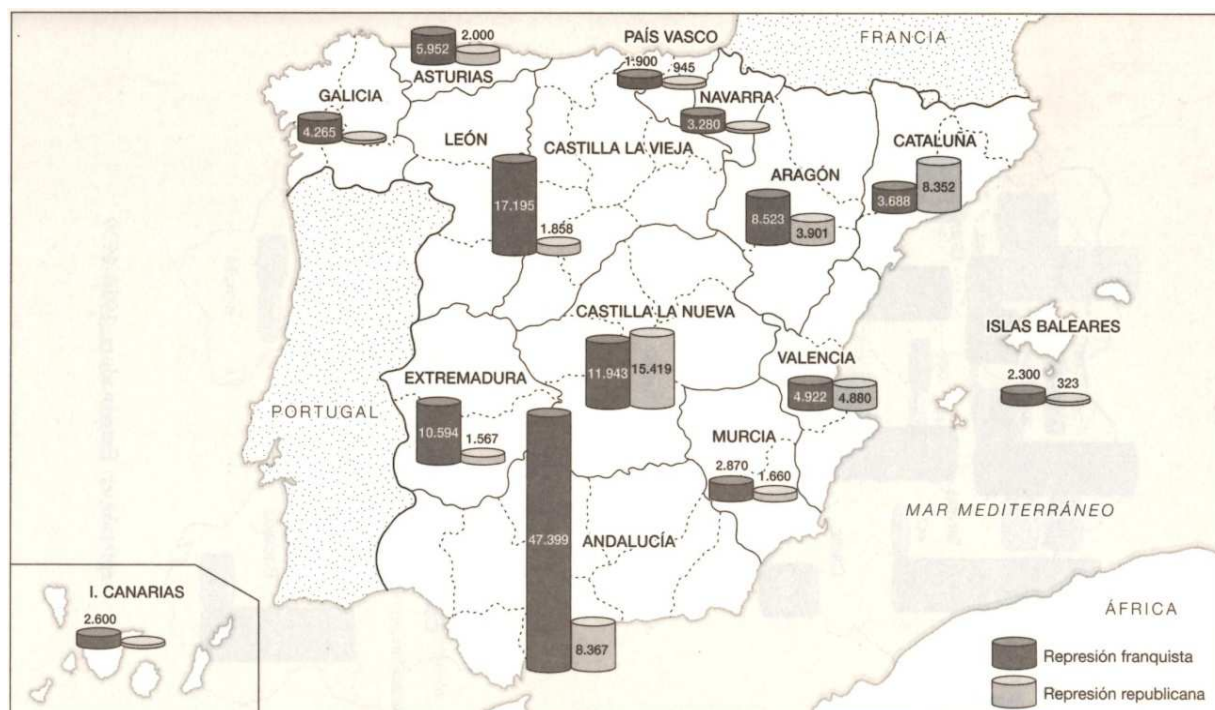 FRANCIA
PAÍS VASCO
5.952
2.000
ASTURIAS
1.900
945
NAVARRA
3.280
GALICIA
4.265
LEÓN
CASTILLA LA VIEJA
CATALUÑA
3.688
8.352
ARAGÓN
8.523
3.901
17.195
1.858
CASTILLA LA NUEVA
11.943
15.419
ISLAS BALEARES
2.300
323
VALENCIA
4.922
4.880
EXTREMADURA
10.594
1.567
PORTUGAL
MURCIA
2.870
1.660
MAR MEDITERRÁNEO
ANDALUCÍA
47.399
8.367
I. CANARIAS
2.600
ÁFRICA
Represión franquista
Represión republicana